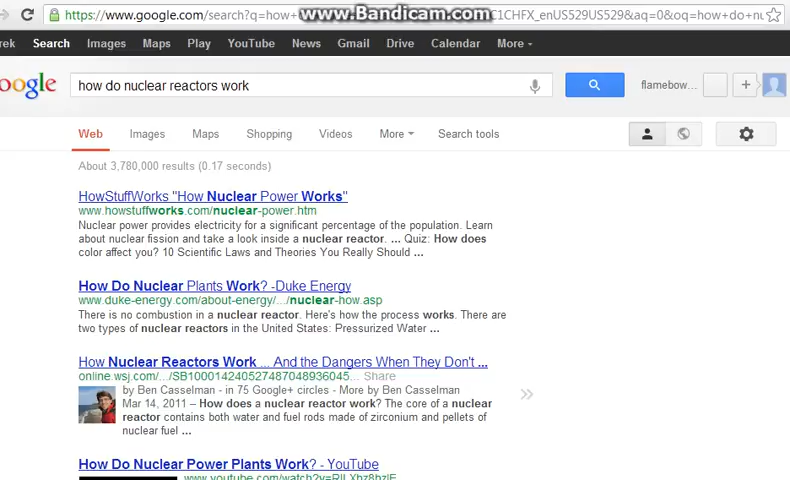 https://www.google.com/search?q=how+
www.Bandicam.com
C1CHFX_enUS529US529&aq=0&oq=how+do+nu
rek Search Images Maps Play YouTube News Gmail Drive Calendar More
oogle how do nuclear reactors work flamebow... +
Web Images Maps Shopping Videos More Search tools
About 3,780,000 results (0.17 seconds)
HowStuffWorks "How Nuclear Power Works"
www.howstuffworks.com/nuclear-power.htm
Nuclear power provides electricity for a significant percentage of the population. Learn
about nuclear fission and take a look inside a nuclear reactor. ... Quiz: How does
color affect you? 10 Scientific Laws and Theories You Really Should ...
How Do Nuclear Plants Work? -Duke Energy
www.duke-energy.com/about-energy/.../nuclear-how.asp
There is no combustion in a nuclear reactor. Here's how the process works. There are
two types of nuclear reactors in the United States: Pressurized Water ...
How Nuclear Reactors Work ... And the Dangers When They Don't ...
online.wsj.com/.../SB10001424052748704893604​5... Share
by Ben Casselman - in 75 Google+ circles - More by Ben Casselman
Mar 14, 2011 – How does a nuclear reactor work? The core of a nuclear
reactor contains both water and fuel rods made of zirconium and pellets of
nuclear fuel ...
How Do Nuclear Power Plants Work? - YouTube